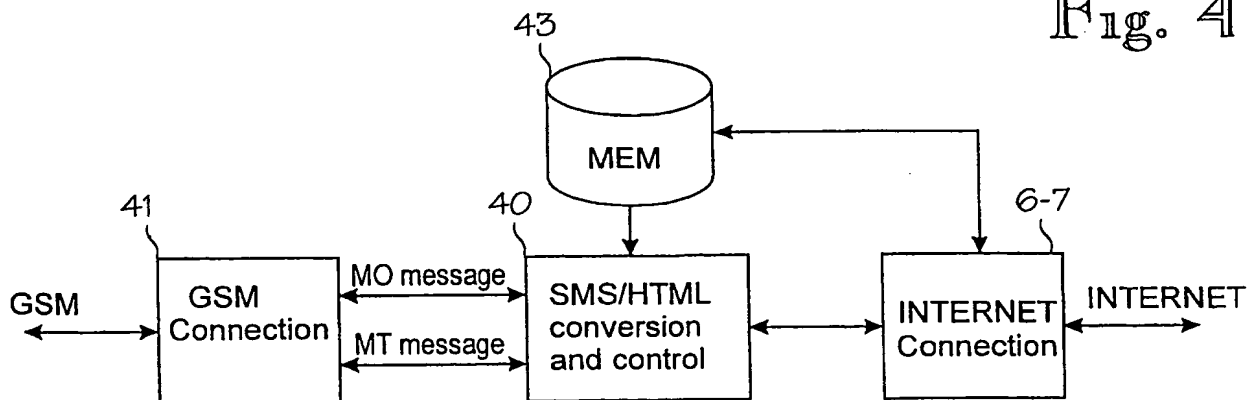 Fig. 4
43
MEM
41
40
6-7
GSM
GSM
Connection
MO message
MT message
SMS/HTML
conversion
and control
INTERNET
Connection
INTERNET